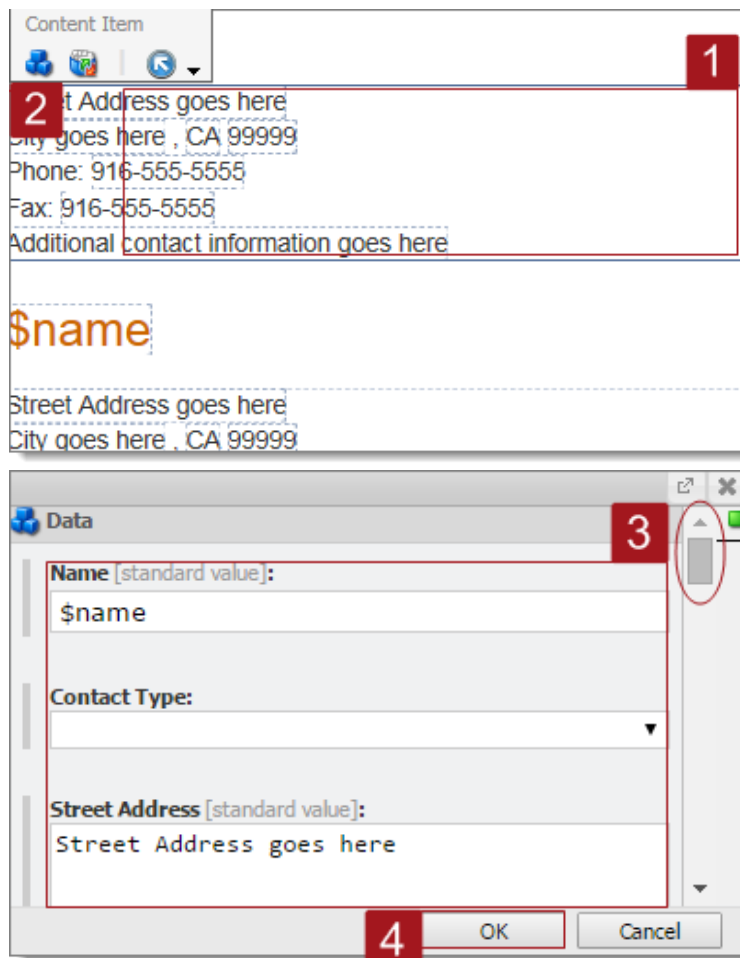 Content Item
1
2
t Address goes here
City goes here , CA 99999
Phone: 916-555-5555
Fax: 916-555-5555
Additional contact information goes here
$name
Street Address goes here
City goes here , CA 99999
Data
3
Name [standard value]:
$name
Contact Type:
Street Address [standard value]:
Street Address goes here
4
OK Cancel